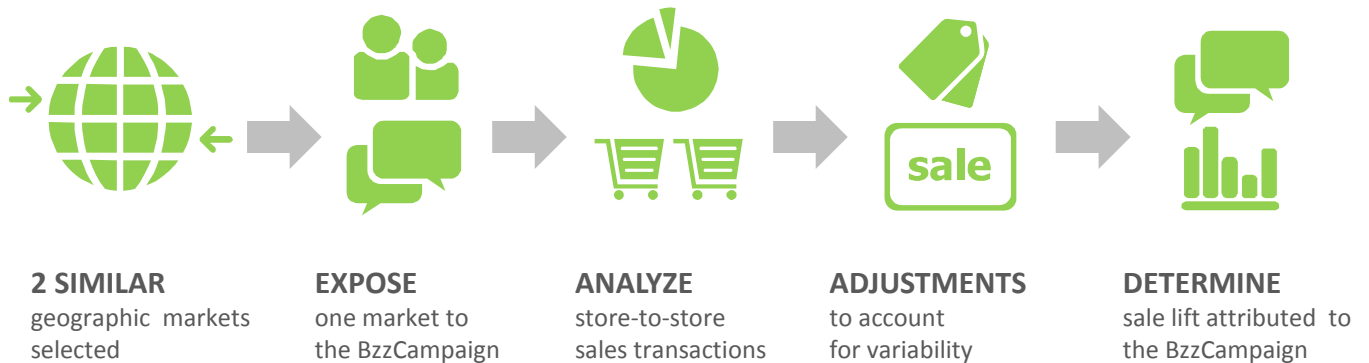 sale
2 SIMILAR
geographic markets
selected
EXPOSE
one market to
the BzzCampaign
ANALYZE
store-to-store
sales transactions
ADJUSTMENTS
to account
for variability
DETERMINE
sale lift attributed to
the BzzCampaign